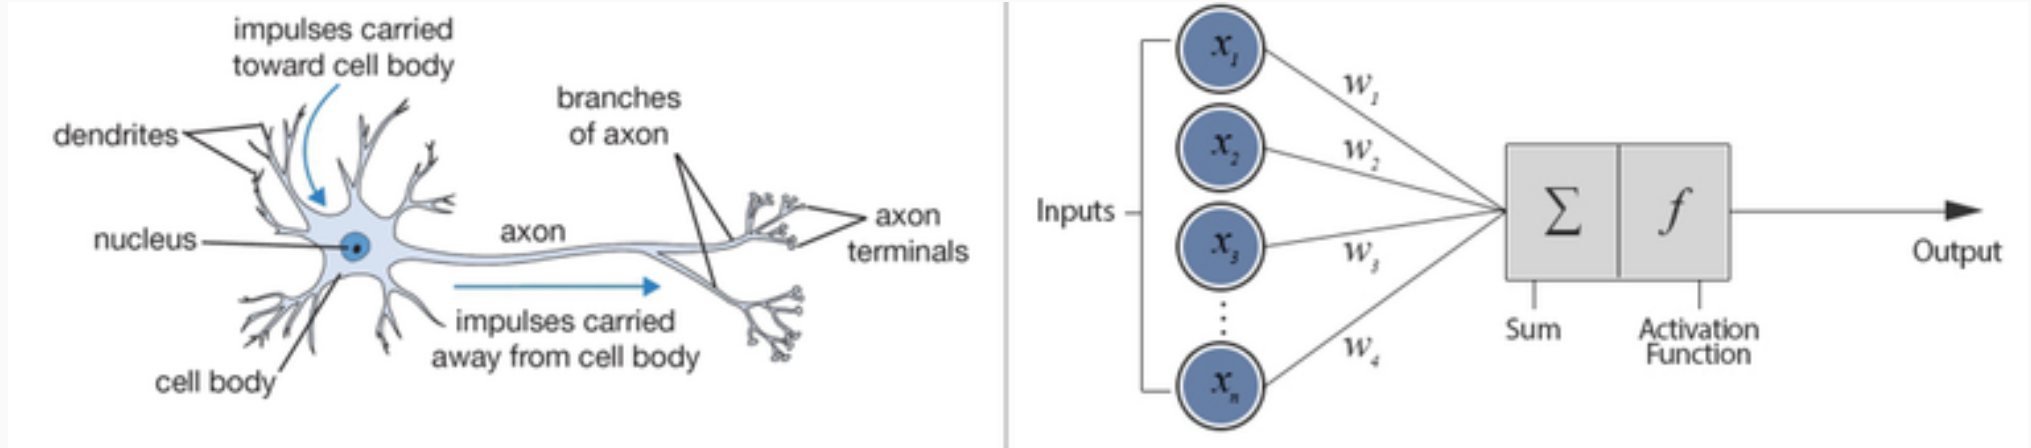 impulses carried
toward cell body
dendrites
branches
of axon
nucleus
axon
axon
terminals
impulses carried
away from cell body
cell body
Inputs
x₁
x₂
x₃
⋮
xₙ
w₁
w₂
w₃
w₄
Σ
f
Sum
Activation
Function
Output